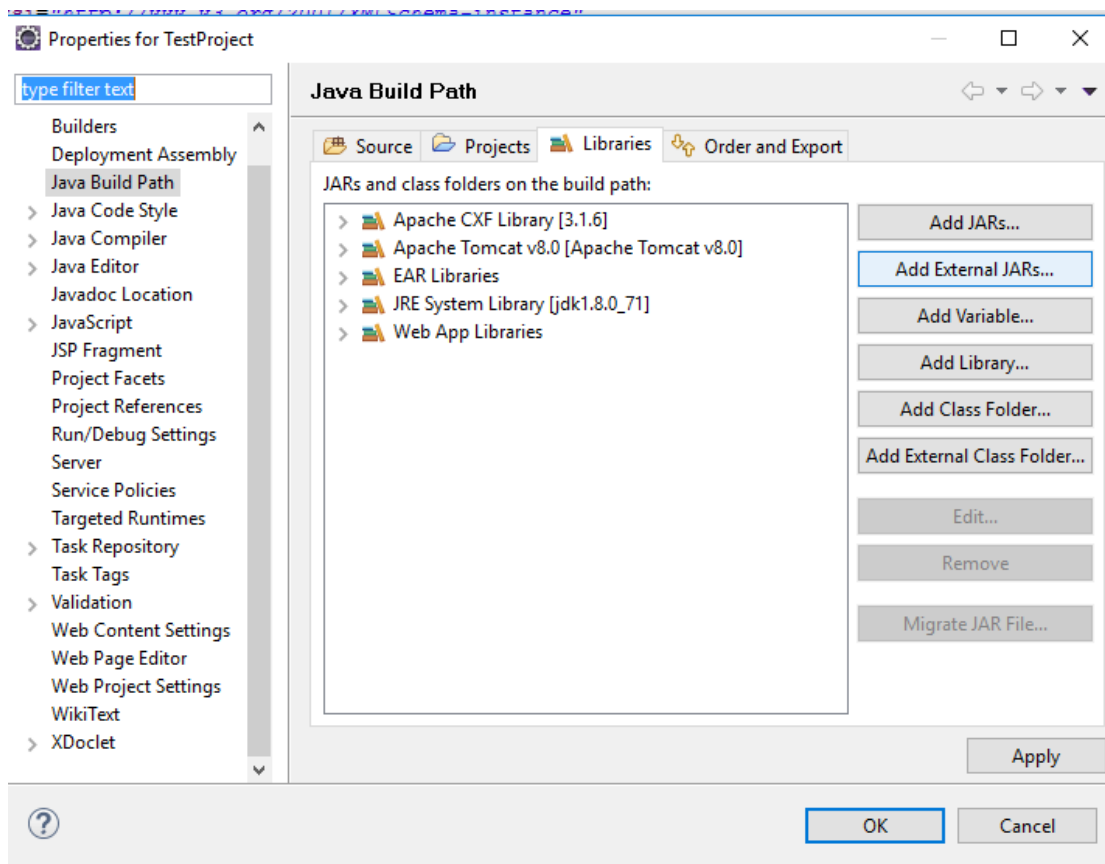 Properties for TestProject
type filter text
Builders
Deployment Assembly
Java Build Path
Java Code Style
Java Compiler
Java Editor
Javadoc Location
JavaScript
JSP Fragment
Project Facets
Project References
Run/Debug Settings
Server
Service Policies
Targeted Runtimes
Task Repository
Task Tags
Validation
Web Content Settings
Web Page Editor
Web Project Settings
WikiText
XDoclet
Java Build Path
Source Projects Libraries Order and Export
JARs and class folders on the build path:
Apache CXF Library [3.1.6]
Apache Tomcat v8.0 [Apache Tomcat v8.0]
EAR Libraries
JRE System Library [jdk1.8.0_71]
Web App Libraries
Add JARs...
Add External JARs...
Add Variable...
Add Library...
Add Class Folder...
Add External Class Folder...
Edit...
Remove
Migrate JAR File...
Apply
?
OK Cancel